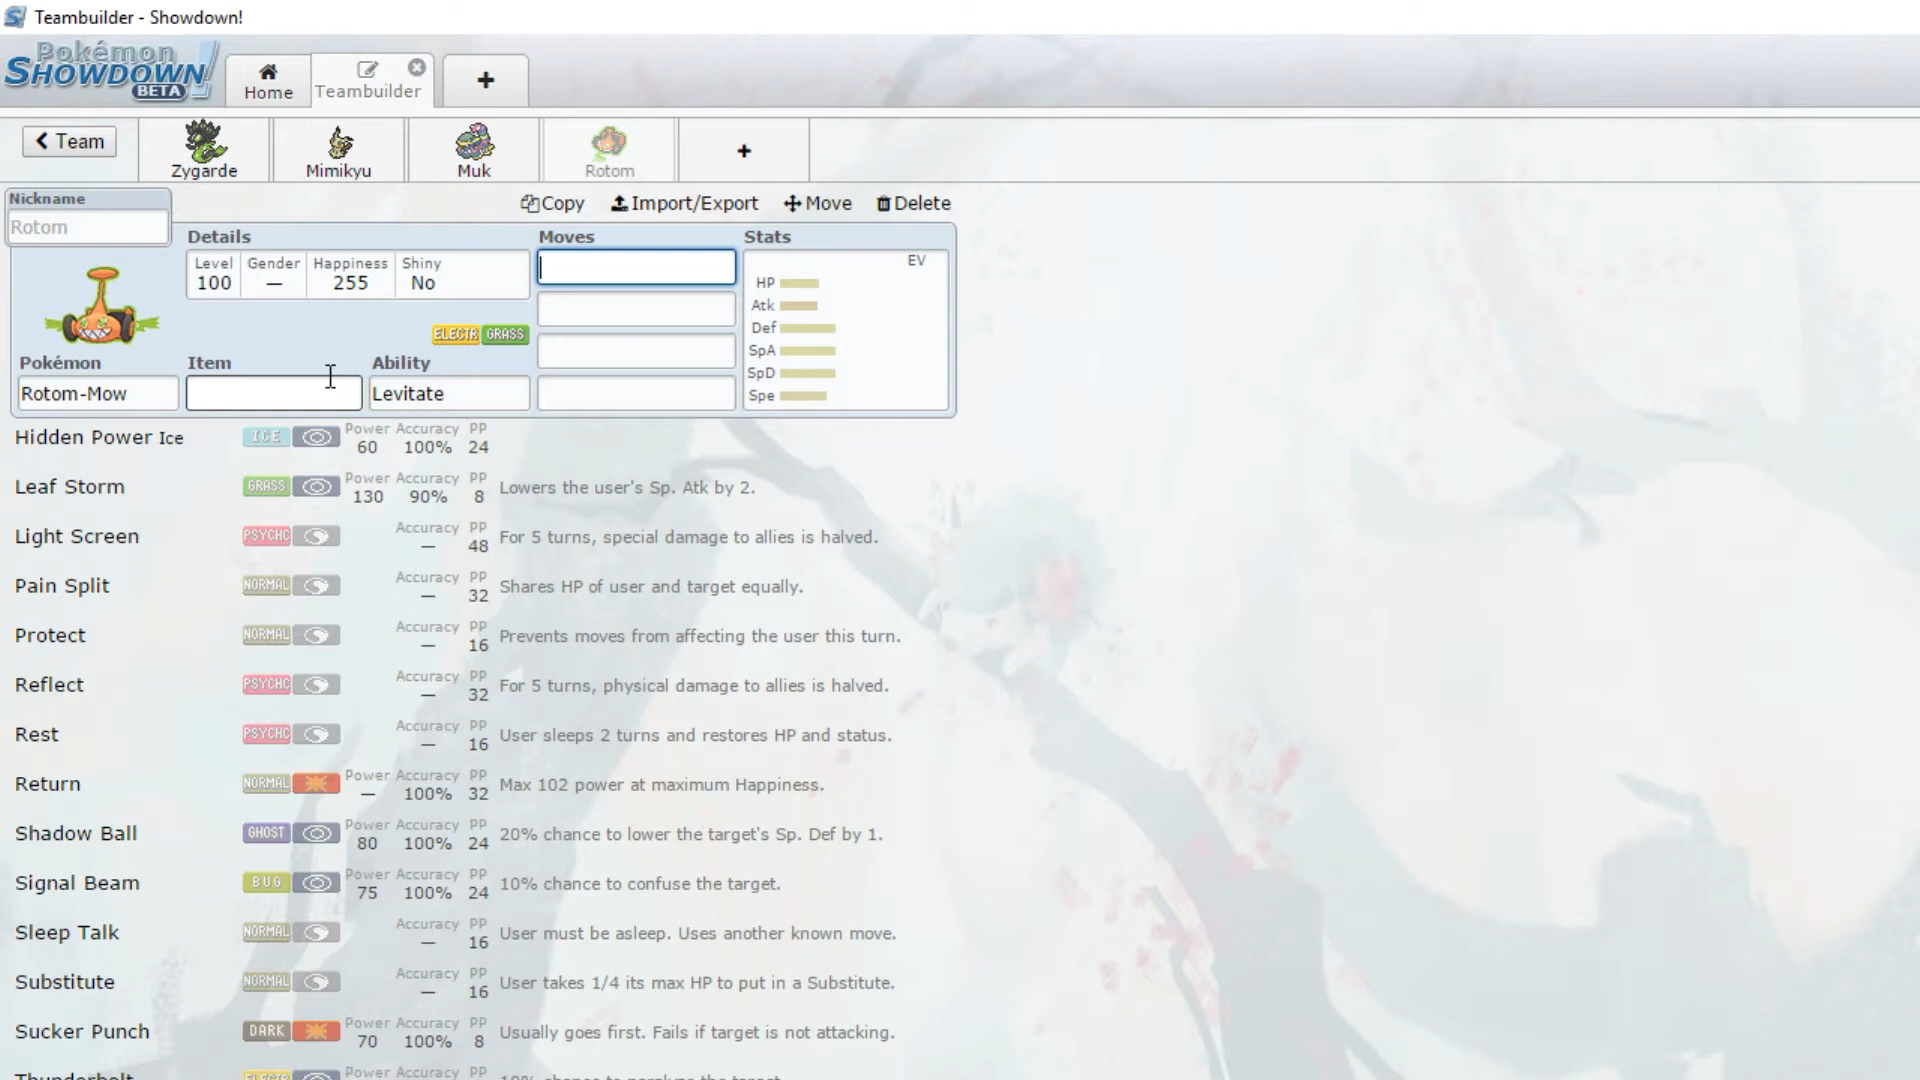 Teambuilder - Showdown!
Pokémon
SHOWDOWN!
BETA
Home
Teambuilder
+
Team
Zygarde
Mimikyu
Muk
Rotom
+
Nickname
Rotom
Copy
Import/Export
Move
Delete
Details
Level
100
Gender
—
Happiness
255
Shiny
No
ELECTR GRASS
Pokémon
Rotom-Mow
Item
Ability
Levitate
Moves
Stats
EV
HP
Atk
Def
SpA
SpD
Spe
Hidden Power Ice ICE Power 60 Accuracy 100% PP 24
Leaf Storm GRASS Power 130 Accuracy 90% PP 8 Lowers the user's Sp. Atk by 2.
Light Screen PSYCHC Accuracy — PP 48 For 5 turns, special damage to allies is halved.
Pain Split NORMAL Accuracy — PP 32 Shares HP of user and target equally.
Protect NORMAL Accuracy — PP 16 Prevents moves from affecting the user this turn.
Reflect PSYCHC Accuracy — PP 32 For 5 turns, physical damage to allies is halved.
Rest PSYCHC Accuracy — PP 16 User sleeps 2 turns and restores HP and status.
Return NORMAL Power — Accuracy 100% PP 32 Max 102 power at maximum Happiness.
Shadow Ball GHOST Power 80 Accuracy 100% PP 24 20% chance to lower the target's Sp. Def by 1.
Signal Beam BUG Power 75 Accuracy 100% PP 24 10% chance to confuse the target.
Sleep Talk NORMAL Accuracy — PP 16 User must be asleep. Uses another known move.
Substitute NORMAL Accuracy — PP 16 User takes 1/4 its max HP to put in a Substitute.
Sucker Punch DARK Power 70 Accuracy 100% PP 8 Usually goes first. Fails if target is not attacking.
Thunderbolt ELECTR Power Accuracy PP 10% chance to paralyze the target.